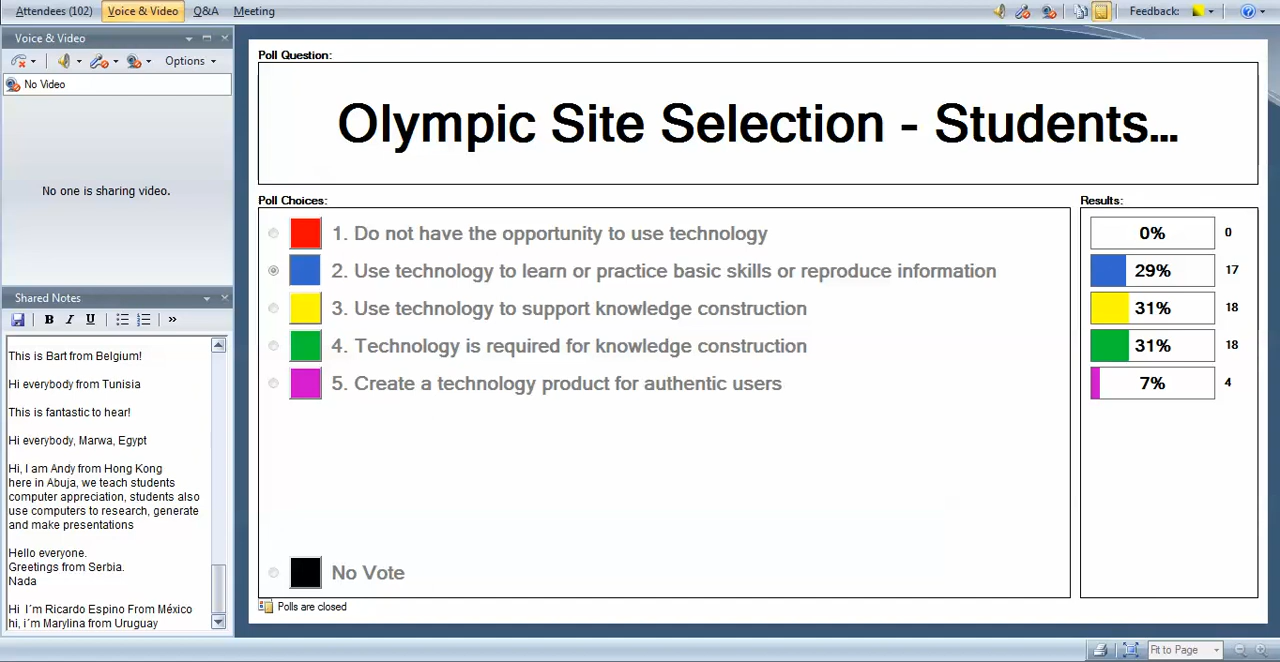 Attendees (102) Voice & Video Q&A Meeting Feedback:
Voice & Video
Options
No Video
No one is sharing video.
Shared Notes
B I U »
This is Bart from Belgium!
Hi everybody from Tunisia
This is fantastic to hear!
Hi everybody, Marwa, Egypt
Hi, I am Andy from Hong Kong
here in Abuja, we teach students
computer appreciation, students also
use computers to research, generate
and make presentations
Hello everyone.
Greetings from Serbia.
Nada
Hi I´m Ricardo Espino From México
hi, i´m Marylina from Uruguay
Poll Question:
Olympic Site Selection - Students...
Poll Choices:
1. Do not have the opportunity to use technology
2. Use technology to learn or practice basic skills or reproduce information
3. Use technology to support knowledge construction
4. Technology is required for knowledge construction
5. Create a technology product for authentic users
No Vote
Polls are closed
Results:
0% 0
29% 17
31% 18
31% 18
7% 4
Fit to Page